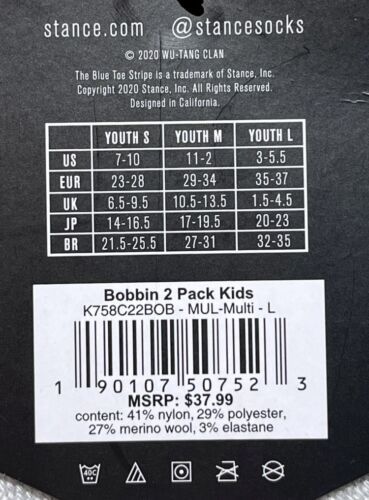 stance.com @stancesocks
© 2020 WU-TANG CLAN
The Blue Toe Stripe is a trademark of Stance, Inc.
Copyright 2020 Stance, Inc. All Rights Reserved.
Designed in California.
YOUTH S YOUTH M YOUTH L
US 7-10 11-2 3-5.5
EUR 23-28 29-34 35-37
UK 6.5-9.5 10.5-13.5 1.5-4.5
JP 14-16.5 17-19.5 20-23
BR 21.5-25.5 27-31 32-35
Bobbin 2 Pack Kids
K758C22BOB - MUL-Multi - L
1 90107 50752 3
MSRP: $37.99
content: 41% nylon, 29% polyester,
27% merino wool, 3% elastane
40C